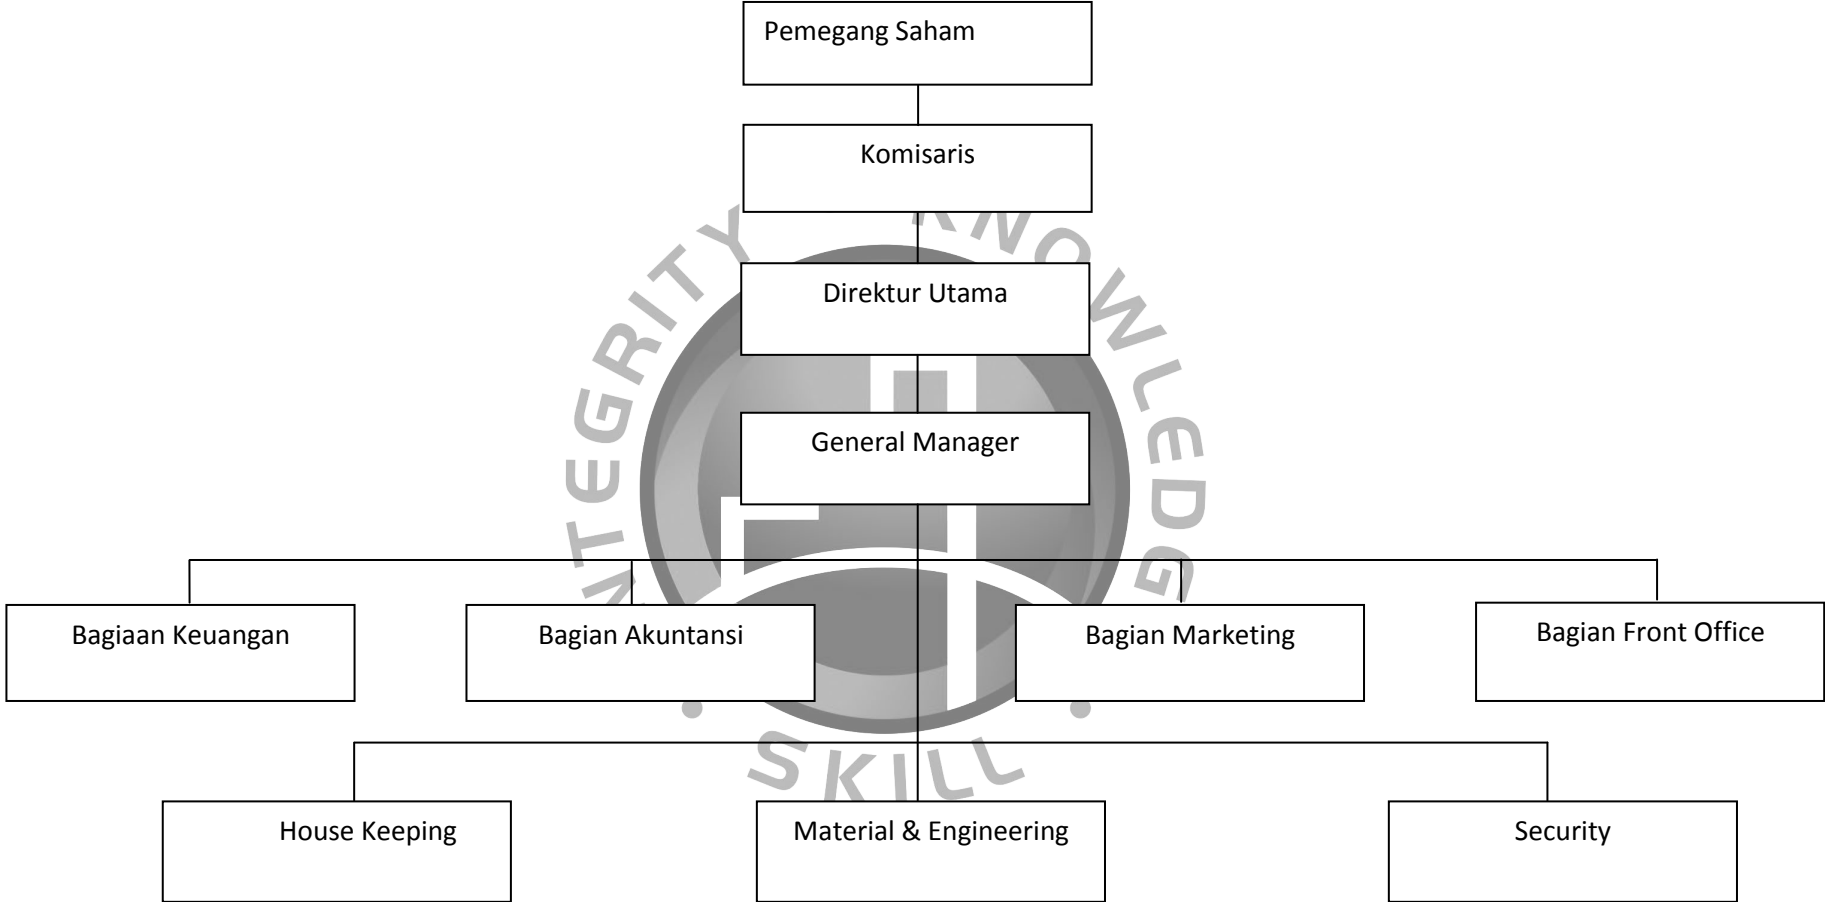 Pemegang Saham
Komisaris
Direktur Utama
General Manager
Bagiaan Keuangan
Bagian Akuntansi
Bagian Marketing
Bagian Front Office
House Keeping
Material & Engineering
Security
SKILL